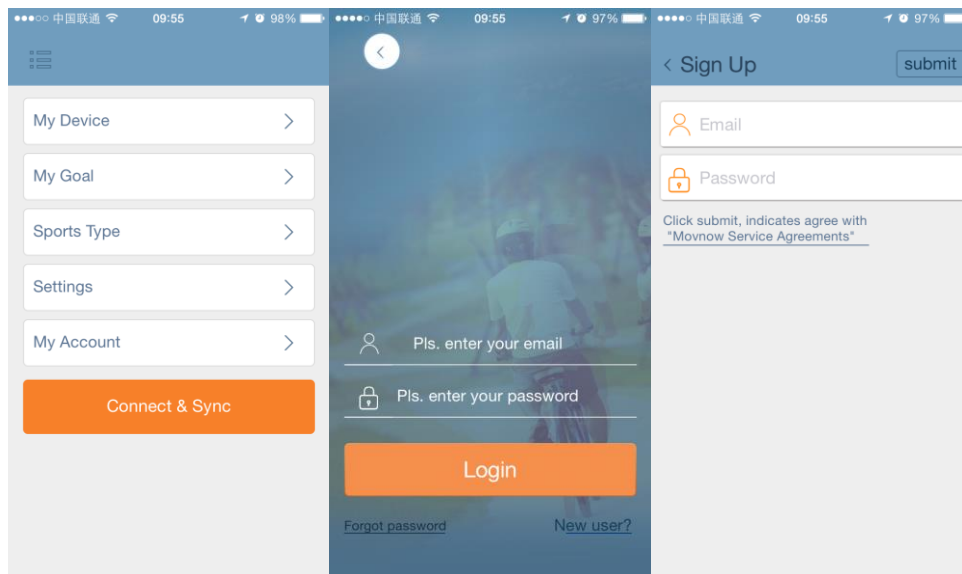 中国联通 09:55 98%
My Device
My Goal
Sports Type
Settings
My Account
Connect & Sync
中国联通 09:55 97%
Pls. enter your email
Pls. enter your password
Login
Forgot password New user?
中国联通 09:55 97%
Sign Up submit
Email
Password
Click submit, indicates agree with
"Movnow Service Agreements"